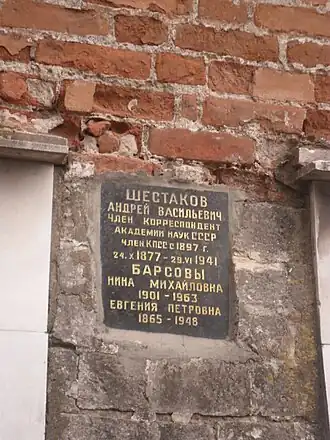 ШЕСТАКОВ
АНДРЕЙ ВАСИЛЬЕВИЧ
ЧЛЕН КОРРЕСПОНДЕНТ
АКАДЕМИИ НАУК СССР
ЧЛЕН КПСС С 1897 Г.
24.X 1877 - 29.VI 1941
БАРСОВЫ
НИНА МИХАЙЛОВНА
1901 - 1953
ЕВГЕНИЯ ПЕТРОВНА
1865 - 1948